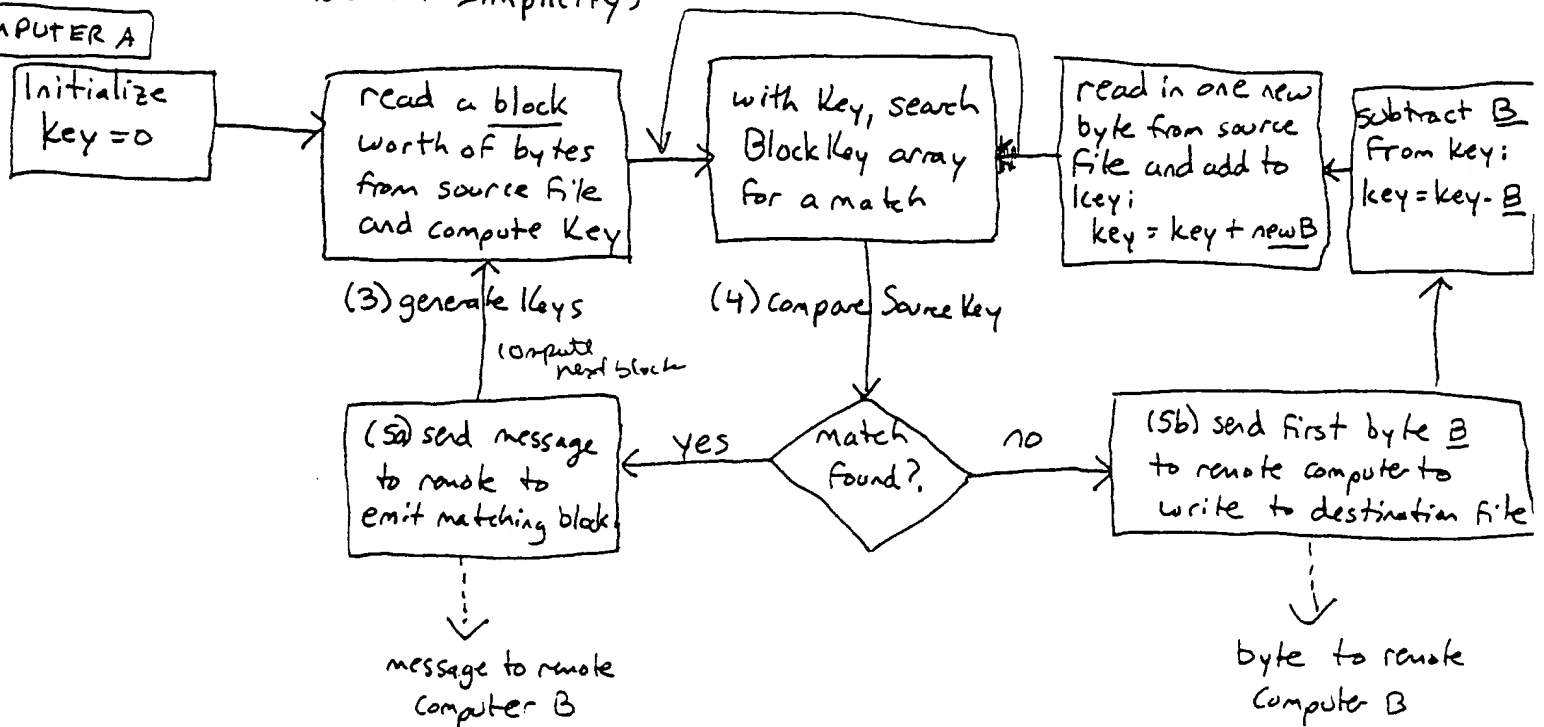 Simplicity)
MPUTER A
Initialize
Key = 0
read a block
worth of bytes
from source file
and compute Key
with Key, search
BlockKey array
for a match
read in one new
byte from source
file and add to
key;
key = key + newB
subtract B
from key:
key = key - B
(3) generate Keys
(4) compare Source Key
compute
next block
(5a) send message
to remote to
emit matching block.
yes
match
found?
no
(5b) send first byte B
to remote computer to
write to destination file
message to remote
Computer B
byte to remote
Computer B